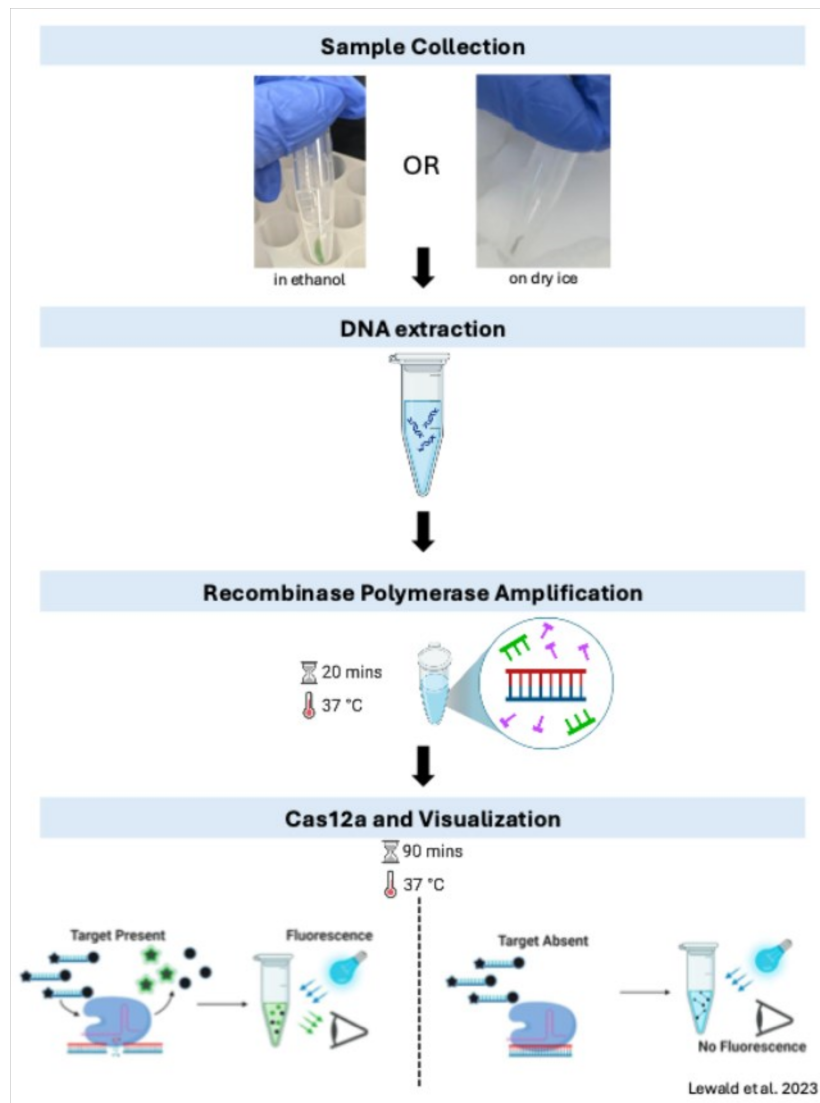 Sample Collection
OR
in ethanol
on dry ice
DNA extraction
Recombinase Polymerase Amplification
20 mins
37 °C
Cas12a and Visualization
90 mins
37 °C
Target Present
Fluorescence
Target Absent
No Fluorescence
Lewald et al. 2023